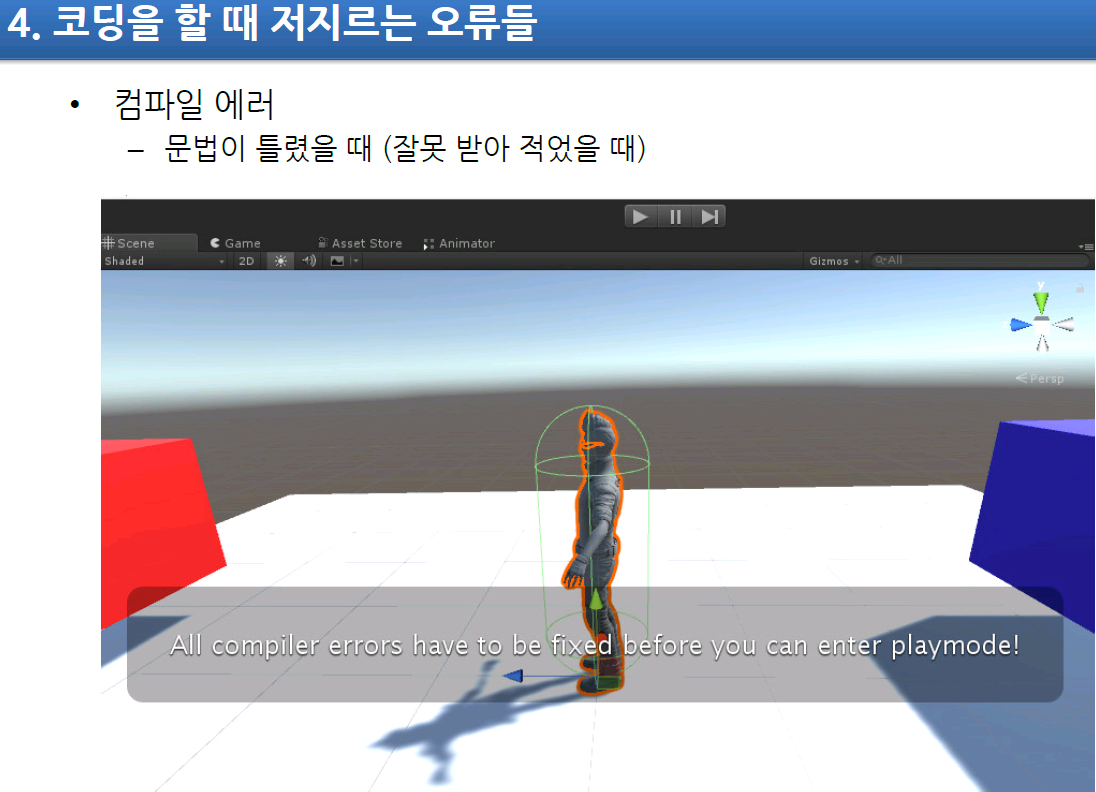 4. 코딩을 할 때 저지르는 오류들
• 컴파일 에러
– 문법이 틀렸을 때 (잘못 받아 적었을 때)
Scene Game Asset Store Animator
Shaded 2D Gizmos All
y
Persp
All compiler errors have to be fixed before you can enter playmode!